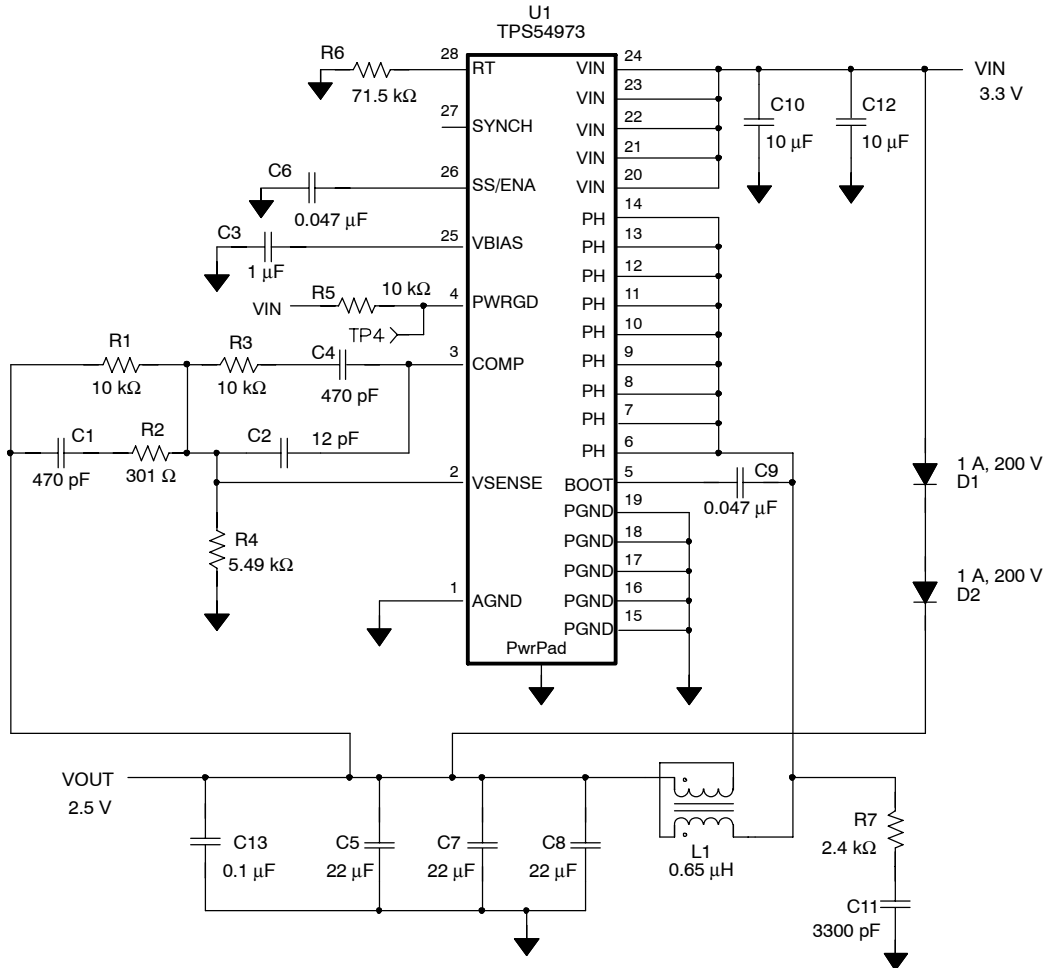 U1
TPS54973
R6
71.5 kΩ
28
RT
27
SYNCH
C6
0.047 µF
26
SS/ENA
C3
1 µF
25
VBIAS
VIN
R5
10 kΩ
TP4
4
PWRGD
R1
10 kΩ
R3
10 kΩ
C4
470 pF
3
COMP
C1
470 pF
R2
301 Ω
C2
12 pF
2
VSENSE
R4
5.49 kΩ
1
AGND
PwrPad
VIN
24
VIN
23
VIN
22
VIN
21
VIN
20
PH
14
PH
13
PH
12
PH
11
PH
10
PH
9
PH
8
PH
7
PH
6
BOOT
5
PGND
19
PGND
18
PGND
17
PGND
16
PGND
15
VIN
3.3 V
C10
10 µF
C12
10 µF
C9
0.047 µF
1 A, 200 V
D1
1 A, 200 V
D2
VOUT
2.5 V
C13
0.1 µF
C5
22 µF
C7
22 µF
C8
22 µF
L1
0.65 µH
R7
2.4 kΩ
C11
3300 pF